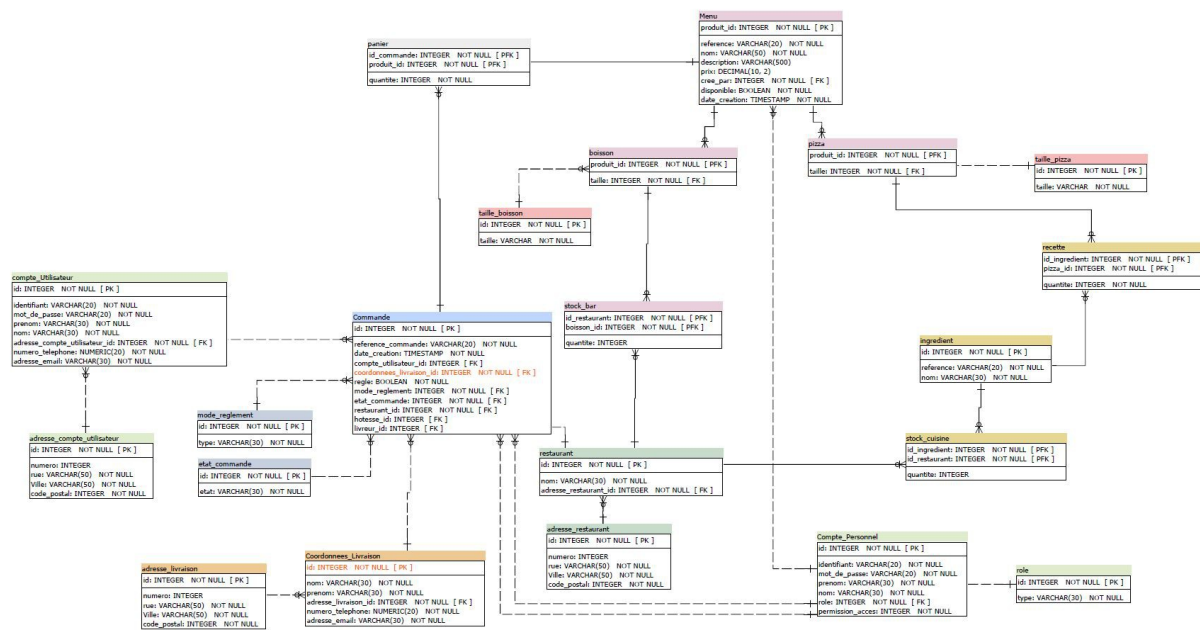 Menu
produit_id: INTEGER NOT NULL [ PK ]
reference: VARCHAR(20) NOT NULL
nom: VARCHAR(50) NOT NULL
description: VARCHAR(500)
prix: DECIMAL(10, 2)
cree_par: INTEGER NOT NULL [ FK ]
disponible: BOOLEAN NOT NULL
date_creation: TIMESTAMP NOT NULL
panier
id_commande: INTEGER NOT NULL [ PFK ]
produit_id: INTEGER NOT NULL [ PFK ]
quantite: INTEGER NOT NULL
boisson
produit_id: INTEGER NOT NULL [ PFK ]
taille: INTEGER NOT NULL [ FK ]
pizza
produit_id: INTEGER NOT NULL [ PFK ]
taille: INTEGER NOT NULL [ FK ]
taille_pizza
id: INTEGER NOT NULL [ PK ]
taille: VARCHAR NOT NULL
taille_boisson
id: INTEGER NOT NULL [ PK ]
taille: VARCHAR NOT NULL
recette
id_ingredient: INTEGER NOT NULL [ PFK ]
pizza_id: INTEGER NOT NULL [ PFK ]
quantite: INTEGER NOT NULL
compte_Utilisateur
id: INTEGER NOT NULL [ PK ]
identifiant: VARCHAR(20) NOT NULL
mot_de_passe: VARCHAR(20) NOT NULL
prenom: VARCHAR(30) NOT NULL
nom: VARCHAR(30) NOT NULL
adresse_compte_utilisateur_id: INTEGER NOT NULL [ FK ]
numero_telephone: NUMERIC(20) NOT NULL
adresse_email: VARCHAR(30) NOT NULL
Commande
id: INTEGER NOT NULL [ PK ]
reference_commande: VARCHAR(20) NOT NULL
date_creation: TIMESTAMP NOT NULL
compte_utilisateur_id: INTEGER [ FK ]
coordonnees_livraison_id: INTEGER NOT NULL [ FK ]
regle: BOOLEAN NOT NULL
mode_reglement: INTEGER NOT NULL [ FK ]
etat_commande: INTEGER NOT NULL [ FK ]
restaurant_id: INTEGER NOT NULL [ FK ]
hotesse_id: INTEGER [ FK ]
livreur_id: INTEGER [ FK ]
stock_bar
id_restaurant: INTEGER NOT NULL [ PFK ]
boisson_id: INTEGER NOT NULL [ PFK ]
quantite: INTEGER
ingredient
id: INTEGER NOT NULL [ PK ]
reference: VARCHAR(20) NOT NULL
nom: VARCHAR(30) NOT NULL
mode_reglement
id: INTEGER NOT NULL [ PK ]
type: VARCHAR(30) NOT NULL
adresse_compte_utilisateur
id: INTEGER NOT NULL [ PK ]
numero: INTEGER
rue: VARCHAR(50) NOT NULL
Ville: VARCHAR(50) NOT NULL
code_postal: INTEGER NOT NULL
etat_commande
id: INTEGER NOT NULL [ PK ]
etat: VARCHAR(30) NOT NULL
restaurant
id: INTEGER NOT NULL [ PK ]
nom: VARCHAR(30) NOT NULL
adresse_restaurant_id: INTEGER NOT NULL [ FK ]
stock_cuisine
id_ingredient: INTEGER NOT NULL [ PFK ]
id_restaurant: INTEGER NOT NULL [ PFK ]
quantite: INTEGER
adresse_restaurant
id: INTEGER NOT NULL [ PK ]
numero: INTEGER
rue: VARCHAR(50) NOT NULL
Ville: VARCHAR(50) NOT NULL
code_postal: INTEGER NOT NULL
Compte_Personnel
id: INTEGER NOT NULL [ PK ]
identifiant: VARCHAR(20) NOT NULL
mot_de_passe: VARCHAR(20) NOT NULL
prenom: VARCHAR(30) NOT NULL
nom: VARCHAR(30) NOT NULL
role: INTEGER NOT NULL [ FK ]
permission_acces: INTEGER NOT NULL
role
id: INTEGER NOT NULL [ PK ]
type: VARCHAR(30) NOT NULL
Coordonnees_Livraison
id: INTEGER NOT NULL [ PK ]
nom: VARCHAR(30) NOT NULL
prenom: VARCHAR(30) NOT NULL
adresse_livraison_id: INTEGER NOT NULL [ FK ]
numero_telephone: NUMERIC(20) NOT NULL
adresse_email: VARCHAR(30) NOT NULL
adresse_livraison
id: INTEGER NOT NULL [ PK ]
numero: INTEGER
rue: VARCHAR(50) NOT NULL
Ville: VARCHAR(50) NOT NULL
code_postal: INTEGER NOT NULL